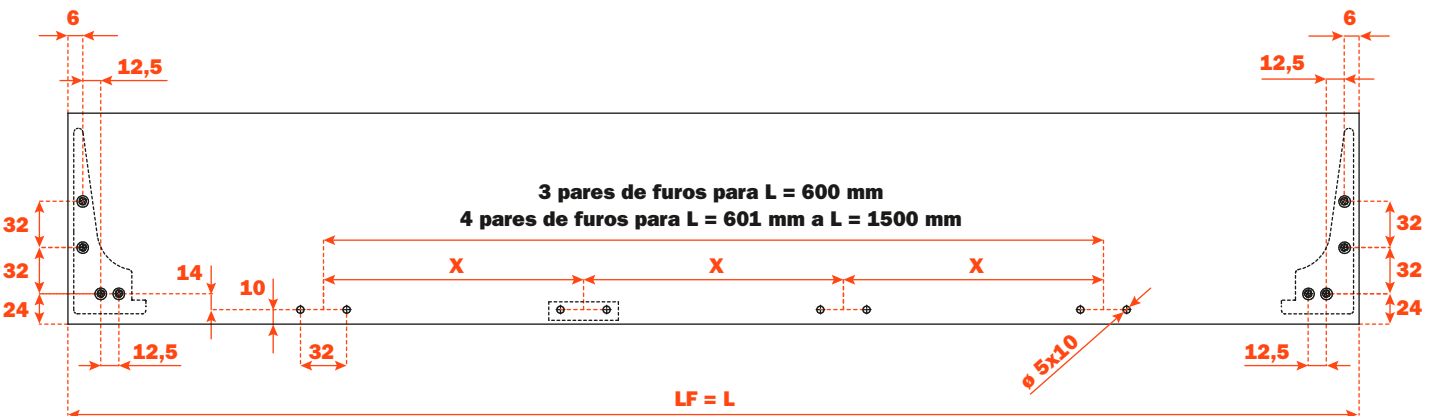 6
6
12,5
12,5
3 pares de furos para L = 600 mm
4 pares de furos para L = 601 mm a L = 1500 mm
32
32
X
X
X
32
14
10
32
24
24
12,5
32
ø 5x10
12,5
LF = L